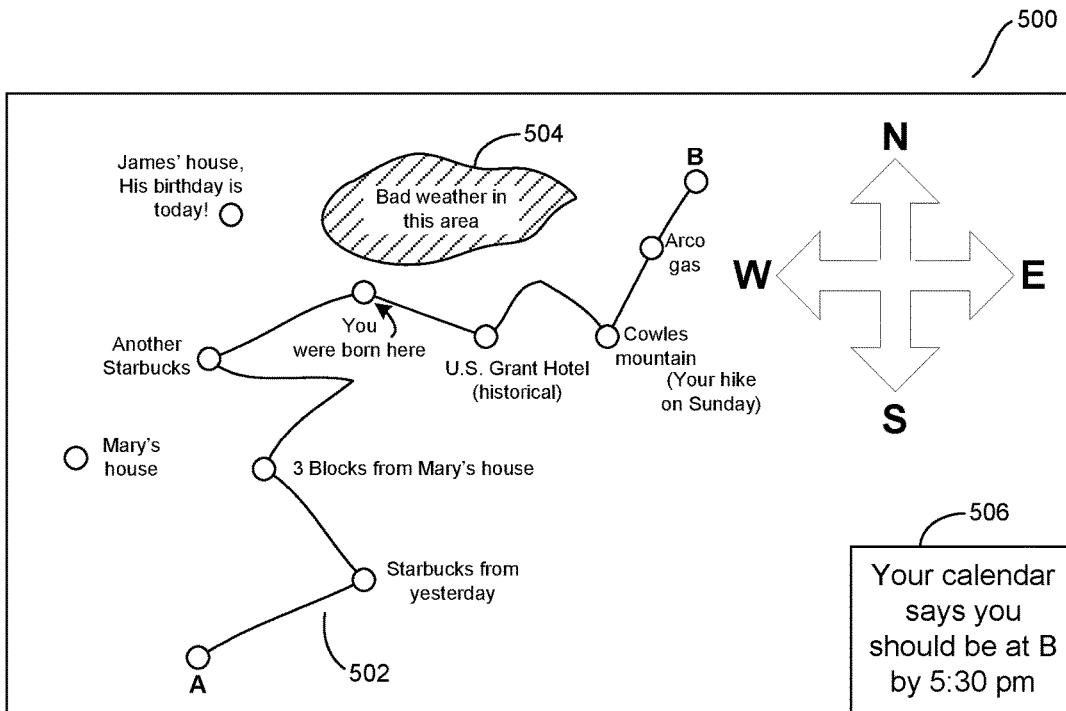 500
504
James' house,
His birthday is
today!
Bad weather in
this area
B
N
Arco
gas
W
E
You
were born here
Another
Starbucks
U.S. Grant Hotel
(historical)
Cowles
mountain
(Your hike
on Sunday)
S
Mary's
house
3 Blocks from Mary's house
506
Starbucks from
yesterday
Your calendar
says you
should be at B
by 5:30 pm
502
A